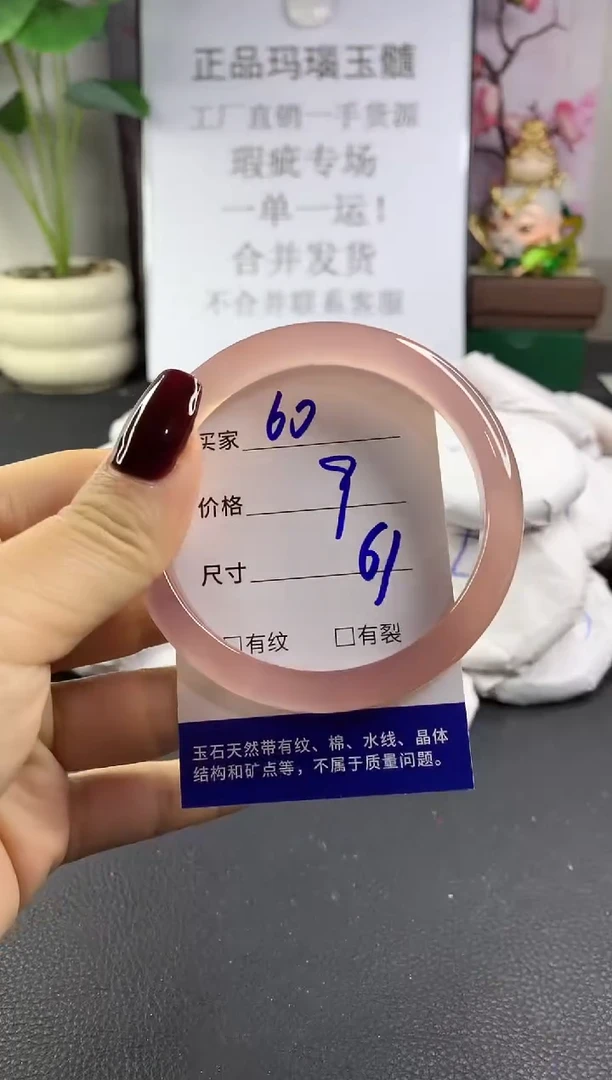 正品玛瑙玉髓
工厂直销一手货源
瑕疵专场
一单一运！
合并发货
不合并联系客服
买家 60
价格 9
尺寸 61
□有纹 □有裂
玉石天然带有纹、棉、水线、晶体
结构和矿点等，不属于质量问题。